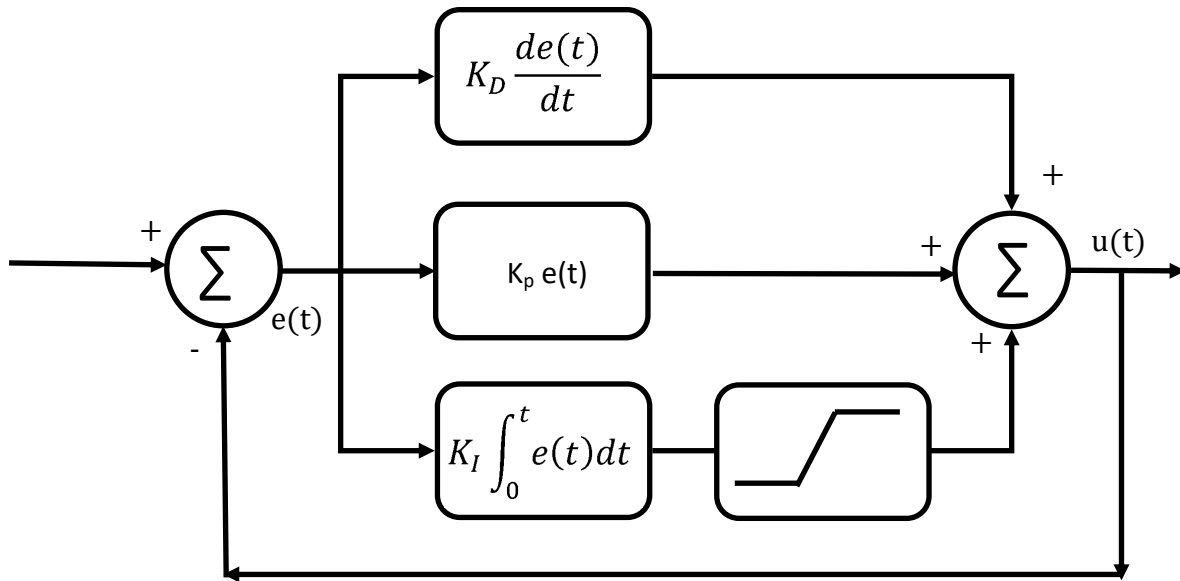 K_D de(t)/dt
+
+
+
u(t)
Σ
Σ
K_p e(t)
e(t)
-
+
K_I ∫_0^t e(t)dt